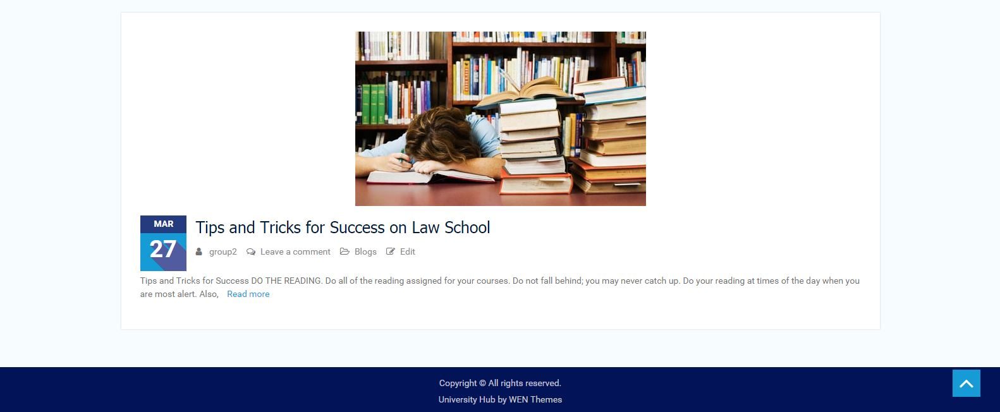 MAR
27
Tips and Tricks for Success on Law School
group2 Leave a comment Blogs Edit
Tips and Tricks for Success DO THE READING. Do all of the reading assigned for your courses. Do not fall behind; you may never catch up. Do your reading at times of the day when you
are most alert. Also, Read more
Copyright © All rights reserved.
University Hub by WEN Themes